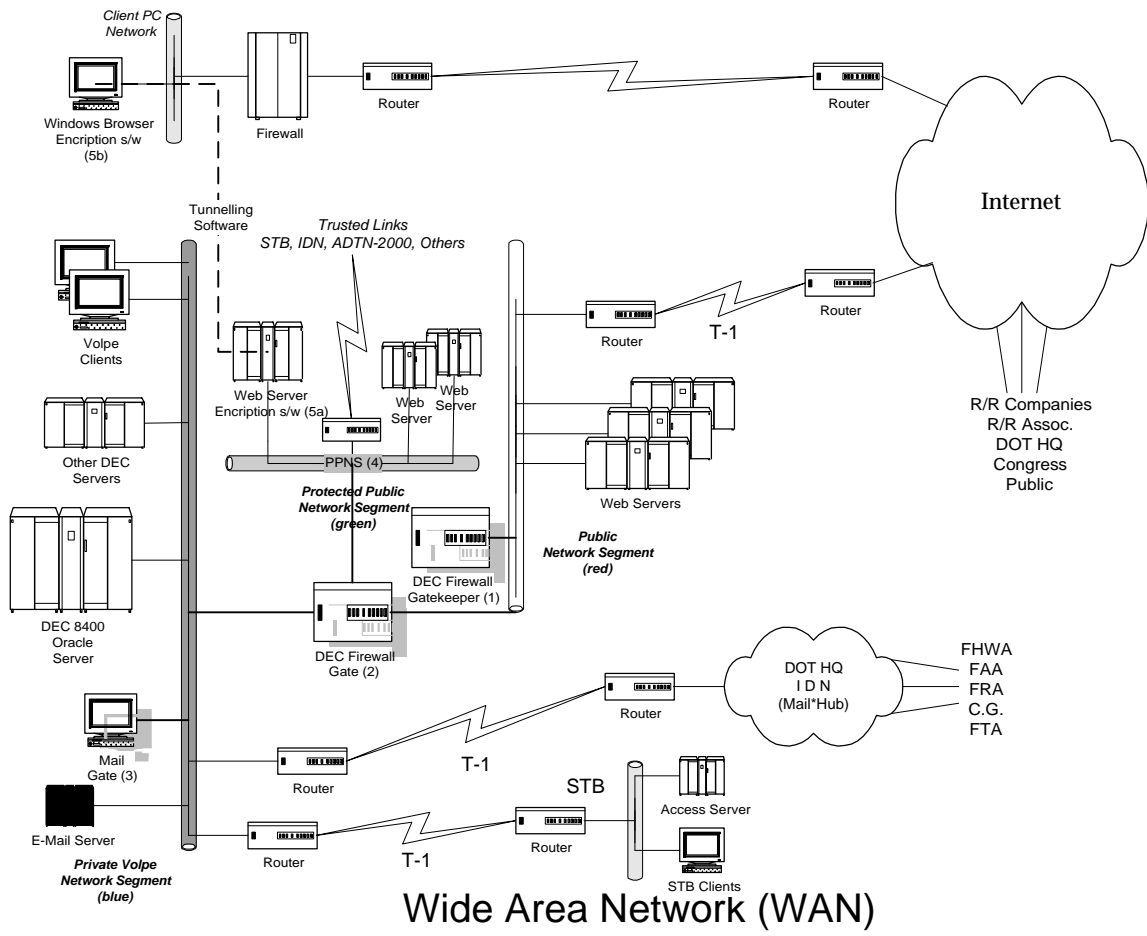 Client PC
Network
Router
Router
Windows Browser
Encription s/w
(5b)
Firewall
Internet
Tunnelling
Software
Trusted Links
STB, IDN, ADTN-2000, Others
Volpe
Clients
Router
T-1
Router
Web Server
Encription s/w (5a)
Web
Server
Web
Server
R/R Companies
R/R Assoc.
DOT HQ
Congress
Public
Other DEC
Servers
PPNS (4)
Protected Public
Network Segment
(green)
Web Servers
Public
Network Segment
(red)
DEC Firewall
Gatekeeper (1)
DEC 8400
Oracle
Server
DEC Firewall
Gate (2)
DOT HQ
I D N
(Mail*Hub)
FHWA
FAA
FRA
C.G.
FTA
Router
Mail
Gate (3)
T-1
Router
STB
Access Server
E-Mail Server
Router
T-1
Router
STB Clients
Private Volpe
Network Segment
(blue)
Wide Area Network (WAN)